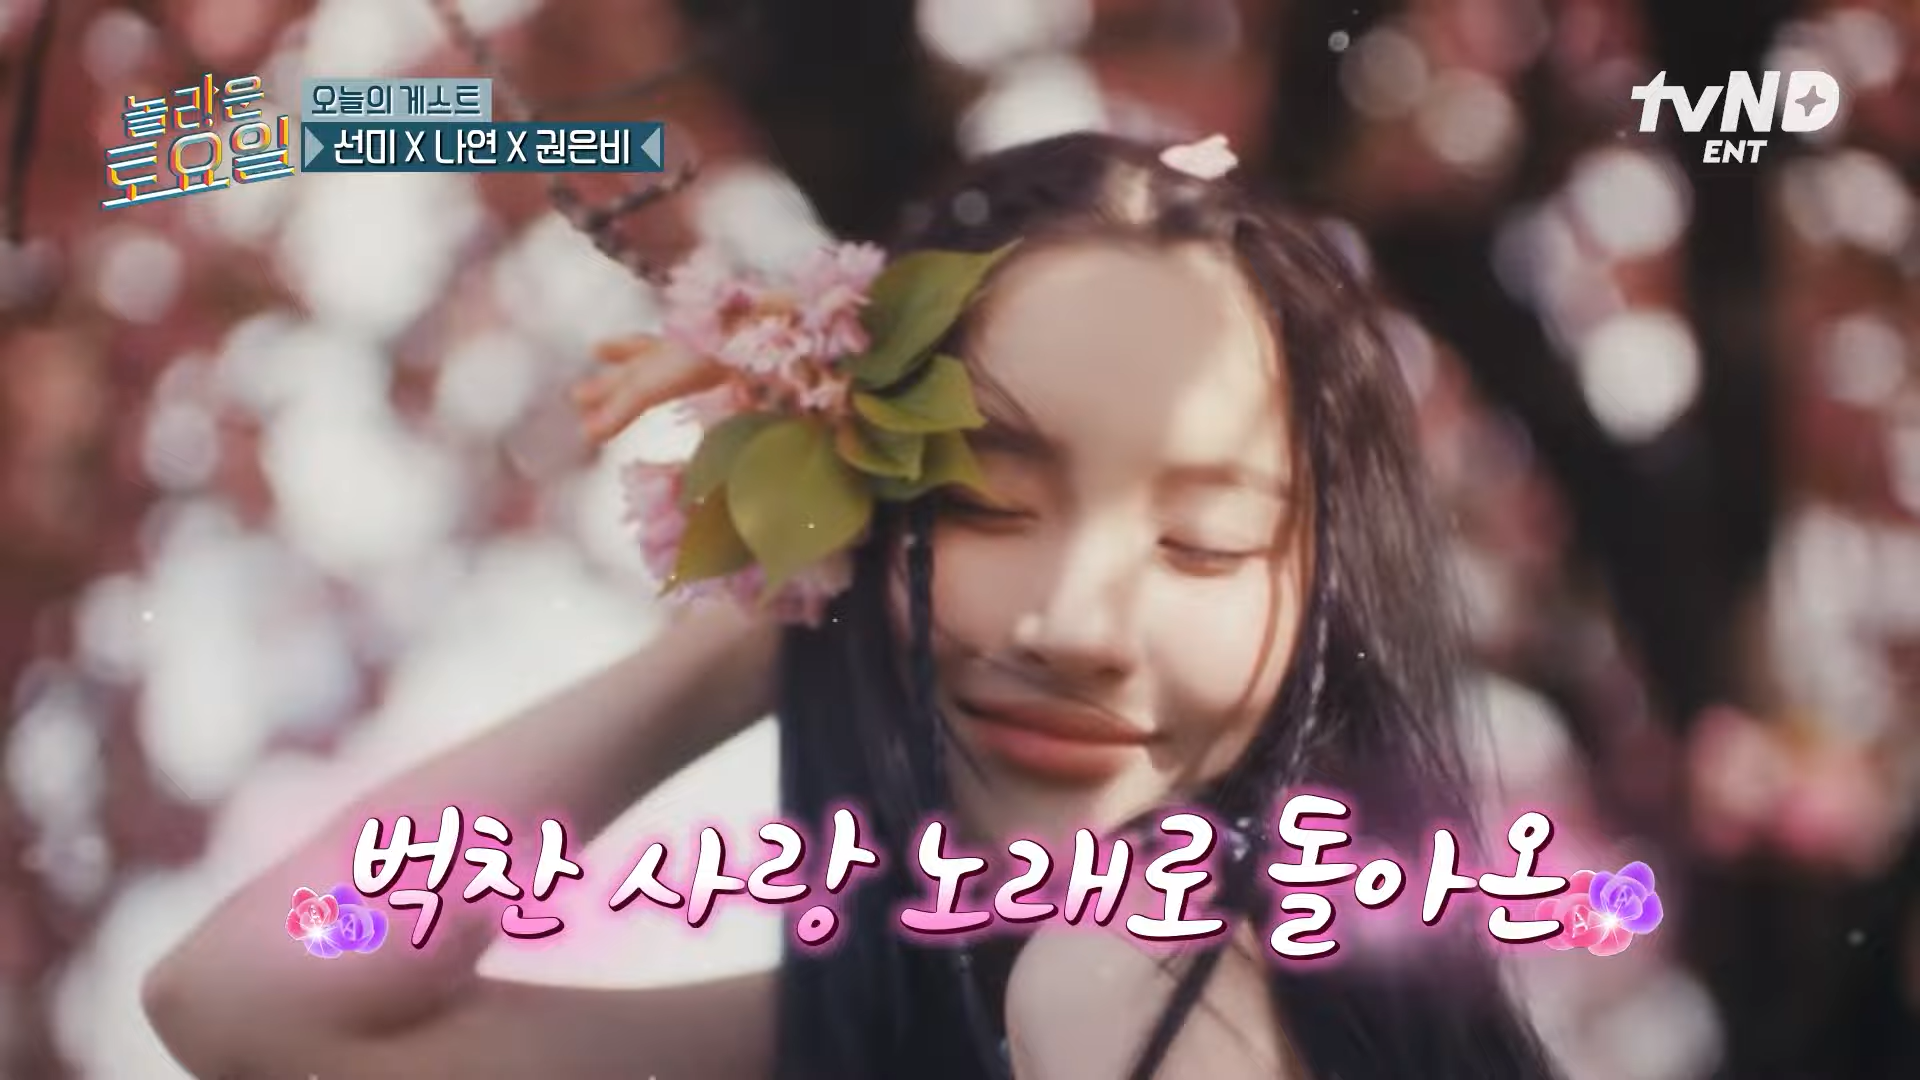 놀라운
토요일
오늘의 게스트
선미 X 나연 X 권은비
tvN D
ENT
벅찬 사랑 노래로 돌아온